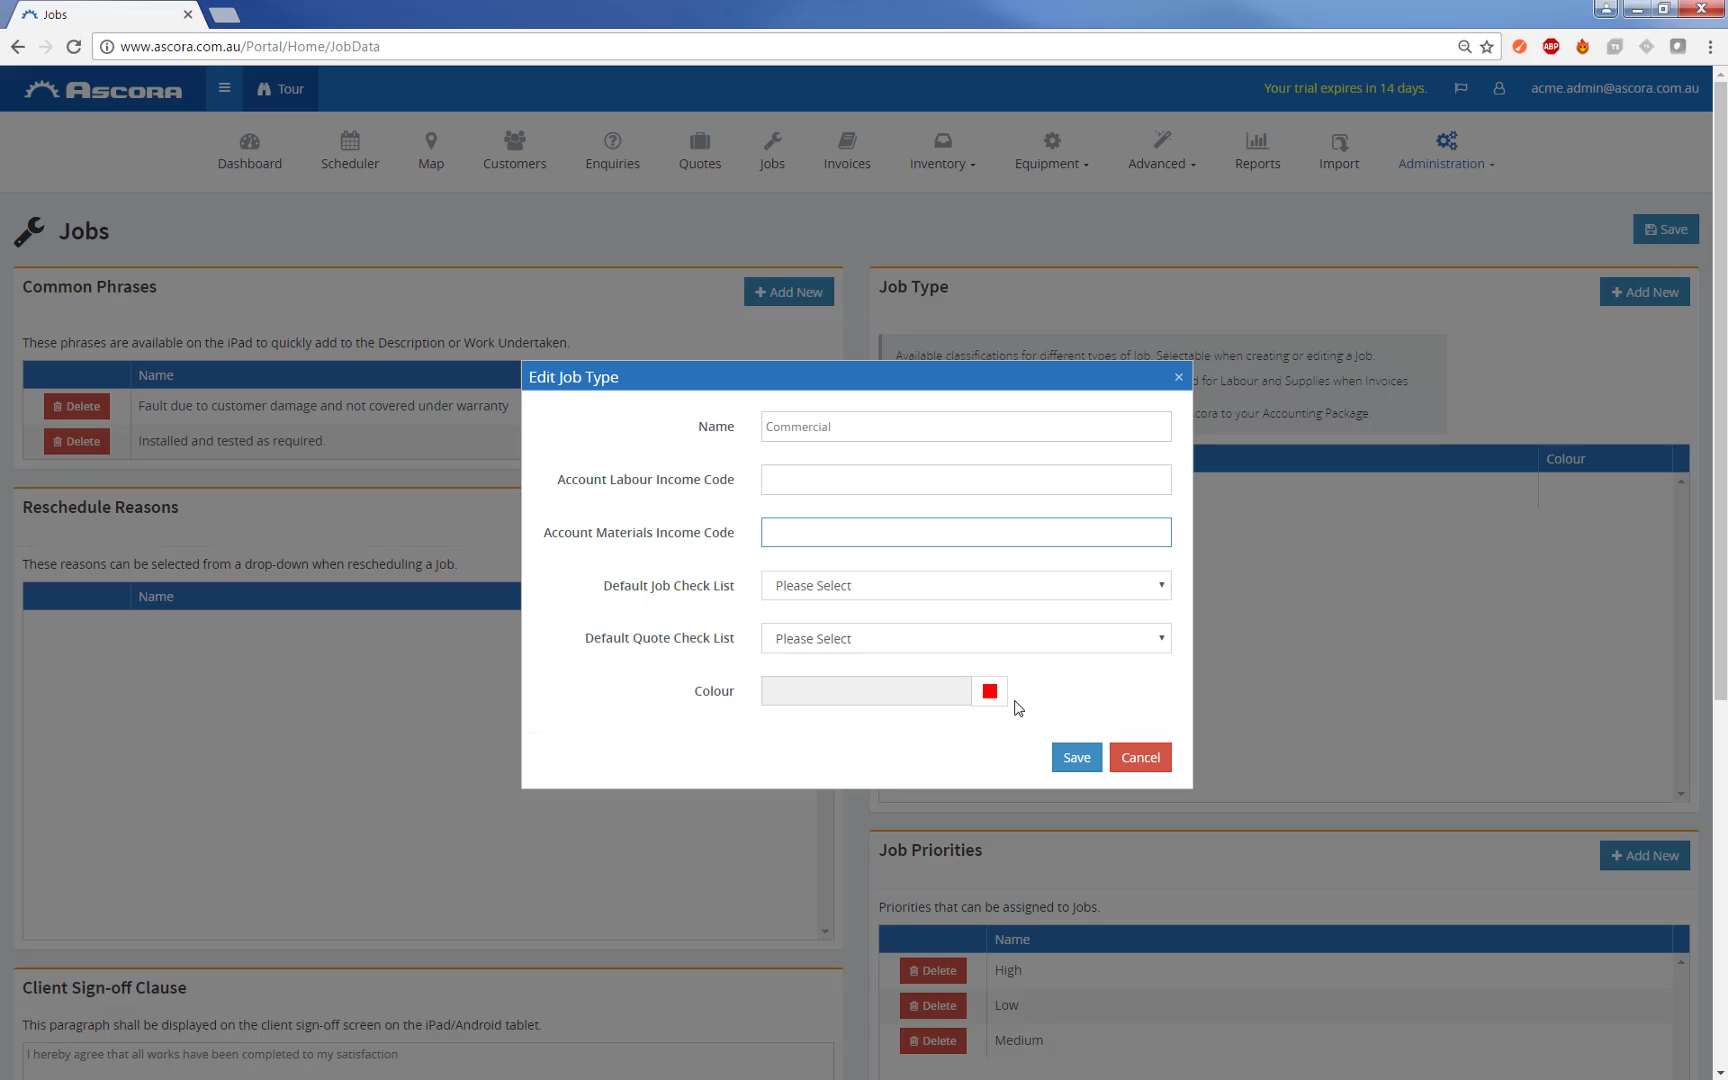 Jobs
www.ascora.com.au/Portal/Home/JobData
ABP
ASCORA
Tour
Your trial expires in 14 days.
acme.admin@ascora.com.au
Dashboard
Scheduler
Map
Customers
Enquiries
Quotes
Jobs
Invoices
Inventory
Equipment
Advanced
Reports
Import
Administration
Jobs
Save
Common Phrases
Add New
These phrases are available on the iPad to quickly add to the Description or Work Undertaken.
Name
Delete
Fault due to customer damage and not covered under warranty
Delete
Installed and tested as required.
Reschedule Reasons
These reasons can be selected from a drop-down when rescheduling a Job.
Name
Client Sign-off Clause
This paragraph shall be displayed on the client sign-off screen on the iPad/Android tablet.
I hereby agree that all works have been completed to my satisfaction
Job Type
Add New
Available classifications for different types of Job. Selectable when creating or editing a Job.
d for Labour and Supplies when Invoices
cora to your Accounting Package.
Colour
Edit Job Type
×
Name
Commercial
Account Labour Income Code
Account Materials Income Code
Default Job Check List
Please Select
Default Quote Check List
Please Select
Colour
Save
Cancel
Job Priorities
Add New
Priorities that can be assigned to Jobs.
Name
Delete
High
Delete
Low
Delete
Medium